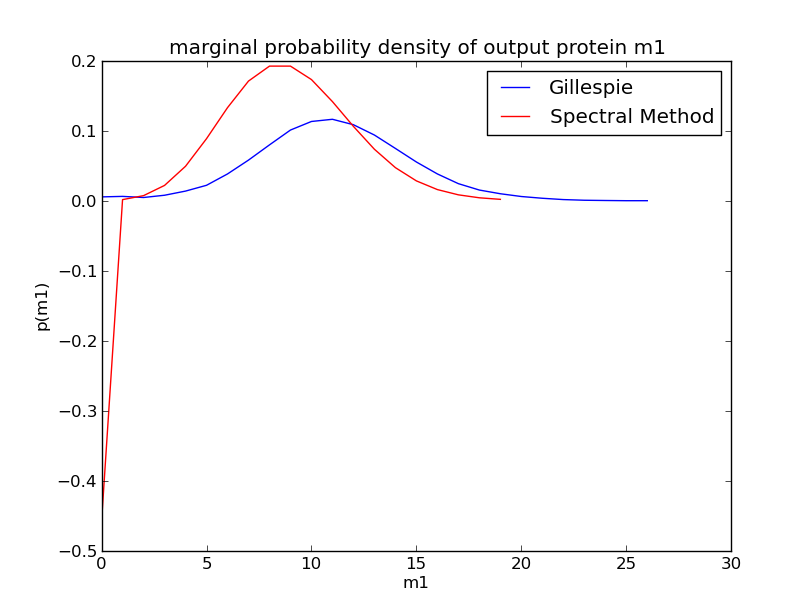 marginal probability density of output protein m1
Gillespie
Spectral Method
0.2
0.1
0.0
−0.1
−0.2
−0.3
−0.4
−0.5
p(m1)
0 5 10 15 20 25 30
m1